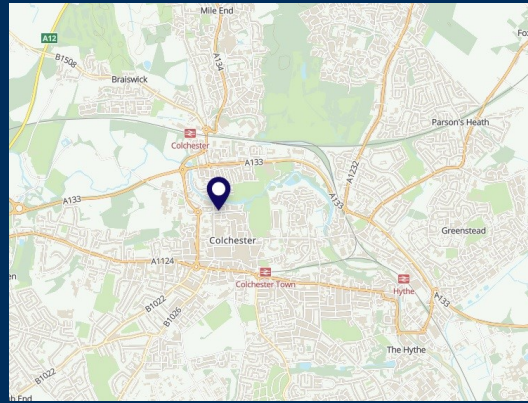 Mile End
A12
B1508
A134
Braiswick
Parson's Heath
Colchester
A133
A1232
A133
A133
Greenstead
Colchester
A1124
Colchester Town
Hythe
A133
B1022
B1026
The Hythe
B1022